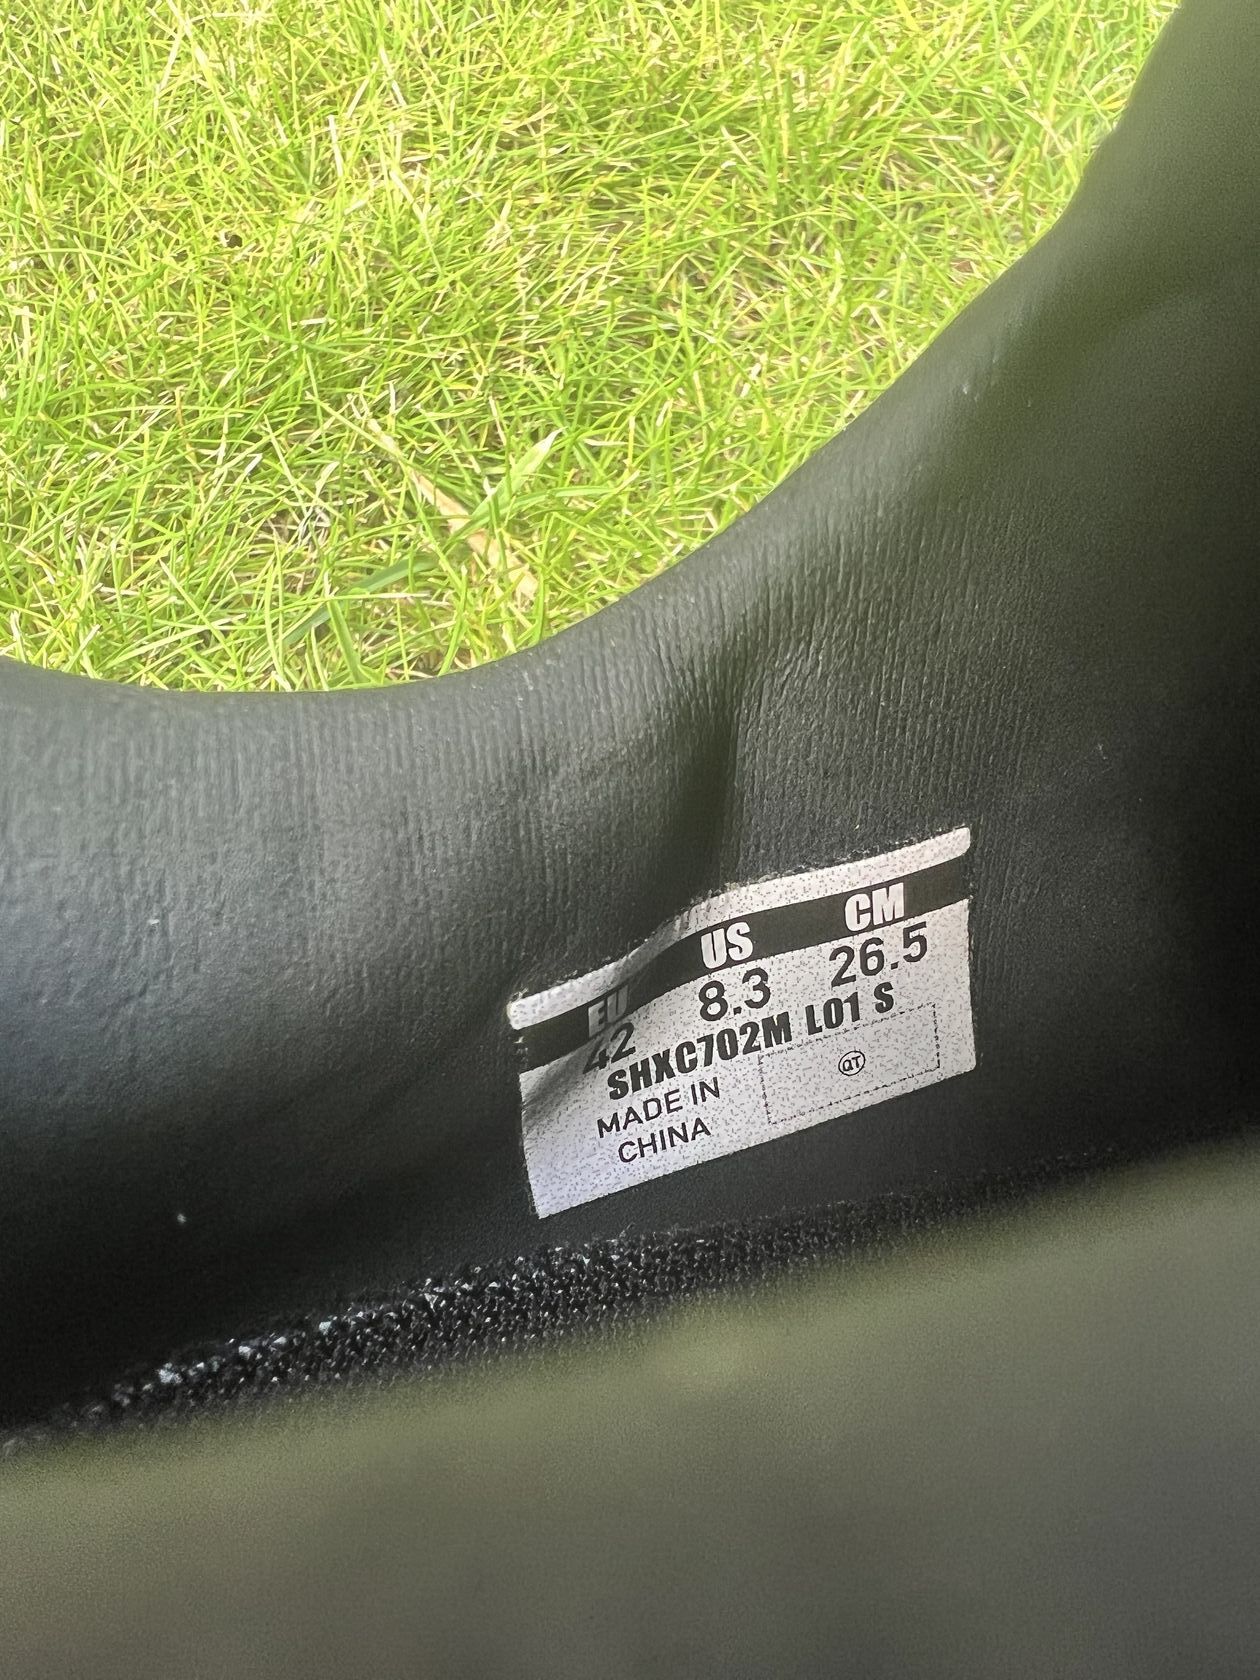 EU US CM
42 8.3 26.5
SHXC702M L01 S
MADE IN
CHINA
QT